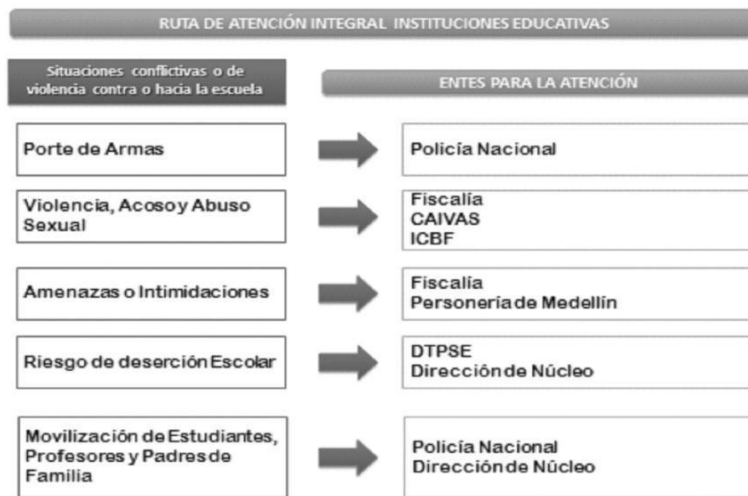 RUTA DE ATENCIÓN INTEGRAL INSTITUCIONES EDUCATIVAS
Situaciones conflictivas o de
violencia contra o hacia la escuela
ENTES PARA LA ATENCIÓN
Porte de Armas
Policía Nacional
Violencia, Acoso y Abuso
Sexual
Fiscalía
CAIVAS
ICBF
Amenazas o Intimidaciones
Fiscalía
Personería de Medellín
Riesgo de deserción Escolar
DTPSE
Dirección de Núcleo
Movilización de Estudiantes,
Profesores y Padres de
Familia
Policía Nacional
Dirección de Núcleo